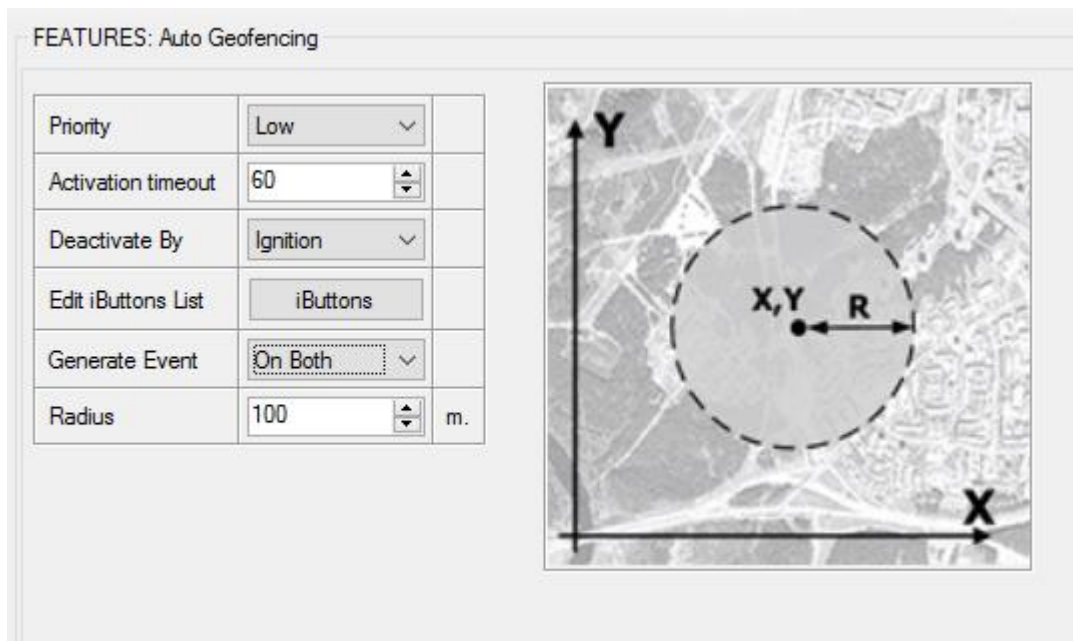 FEATURES: Auto Geofencing
Priority Low
Activation timeout 60
Deactivate By Ignition
Edit iButtons List iButtons
Generate Event On Both
Radius 100 m.
Y
X,Y R
X